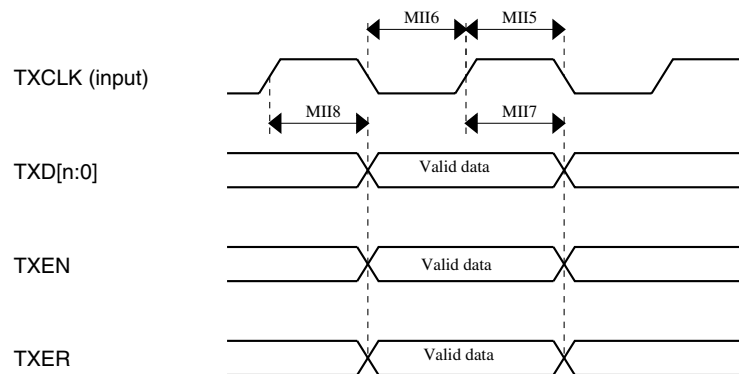 MII6 MII5
TXCLK (input)
MII8 MII7
TXD[n:0] Valid data
TXEN Valid data
TXER Valid data